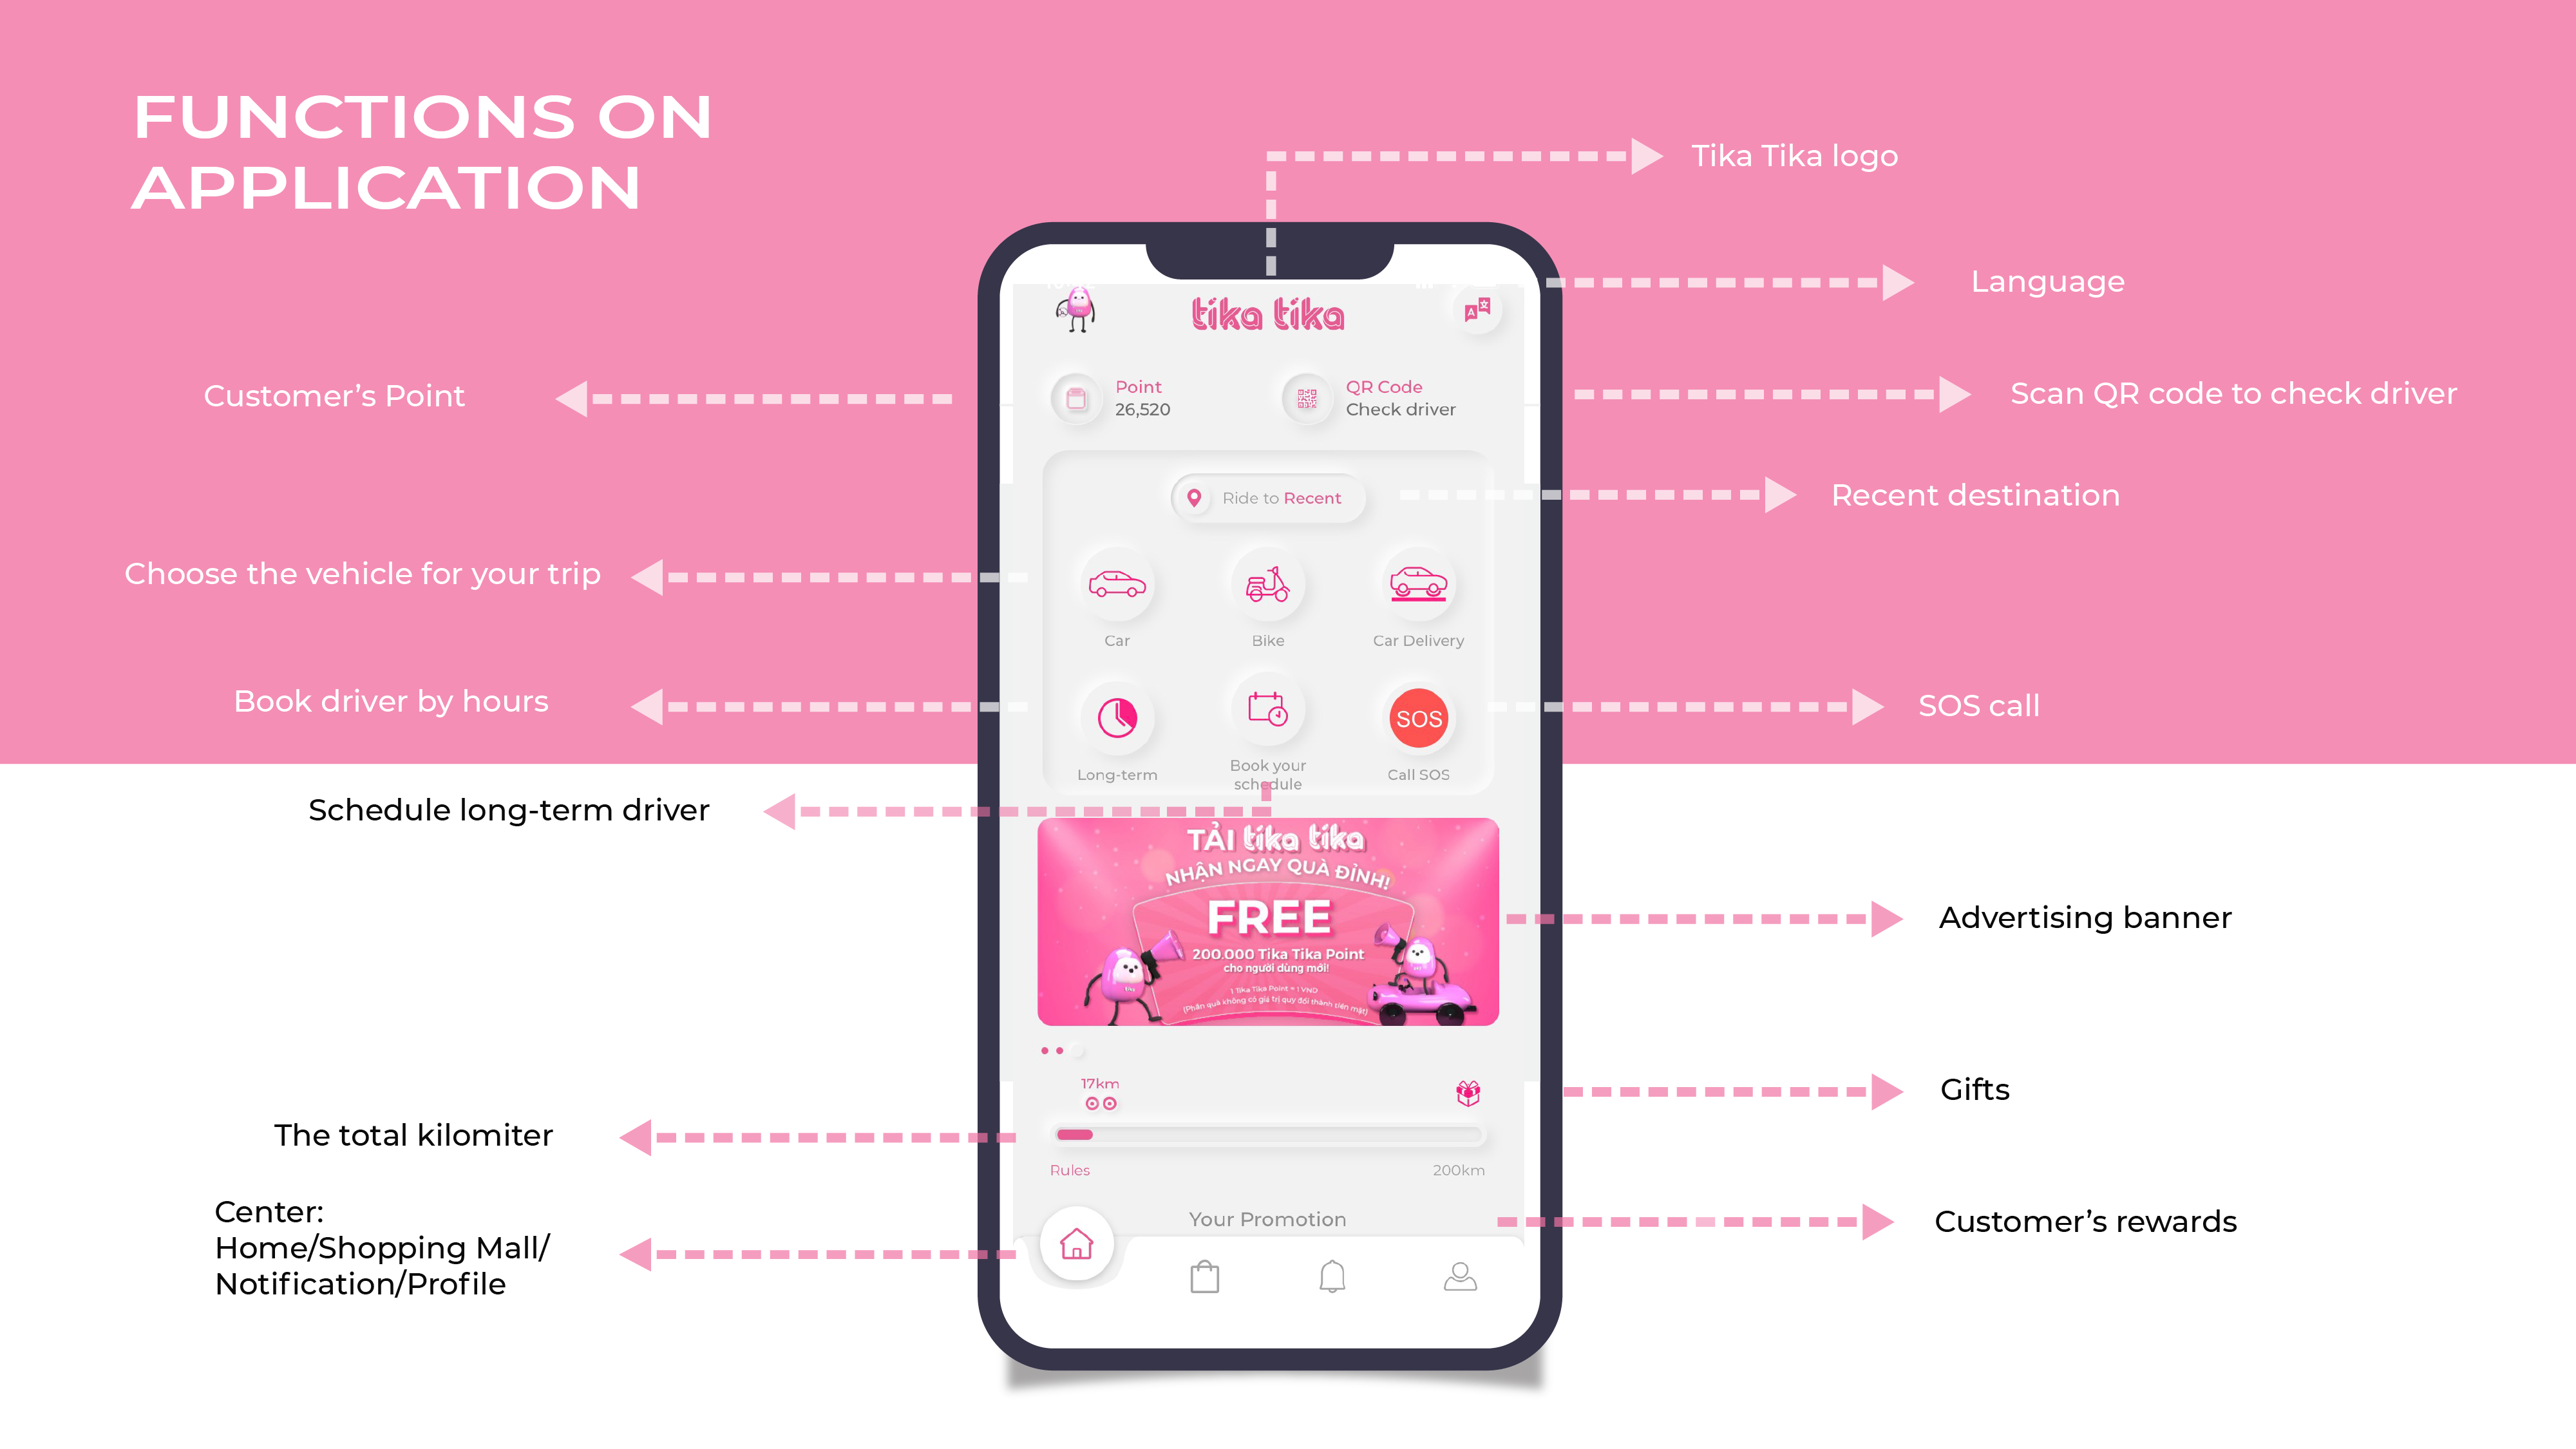 FUNCTIONS ON
APPLICATION
Tika Tika logo
Language
Customer's Point
Scan QR code to check driver
Recent destination
Choose the vehicle for your trip
Book driver by hours
SOS call
Schedule long-term driver
Advertising banner
Gifts
The total kilomiter
Center:
Home/Shopping Mall/
Notification/Profile
Customer's rewards
tika tika
Point
26,520
QR Code
Check driver
Ride to Recent
Car
Bike
Car Delivery
Long-term
Book your
schedule
SOS
Call SOS
TẢI tika tika
NHẬN NGAY QUÀ ĐỈNH!
FREE
200.000 Tika Tika Point
cho người dùng mới!
1 Tika Tika Point = 1 VND
(Phần quà không có giá trị quy đổi thành tiền mặt)
17km
Rules
200km
Your Promotion